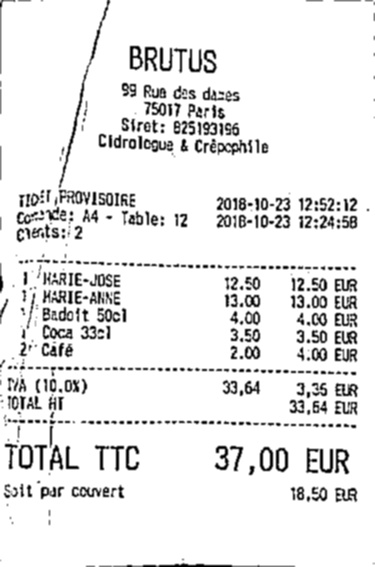 BRUTUS
99 Rue des dames
75017 Paris
Siret: 825193196
Cidrologue & Crêpophile
TICKET PROVISOIRE 2018-10-23 12:52:12
Commande: A4 - Table: 12 2018-10-23 12:24:58
Clients: 2
1 MARIE-JOSE 12.50 12.50 EUR
1 MARIE-ANNE 13.00 13.00 EUR
1 Badoit 50cl 4.00 4.00 EUR
1 Coca 33cl 3.50 3.50 EUR
2 Café 2.00 4.00 EUR
TVA (10.0%) 33,64 3,36 EUR
TOTAL HT 33,64 EUR
TOTAL TTC 37,00 EUR
Soit par couvert 18,50 EUR